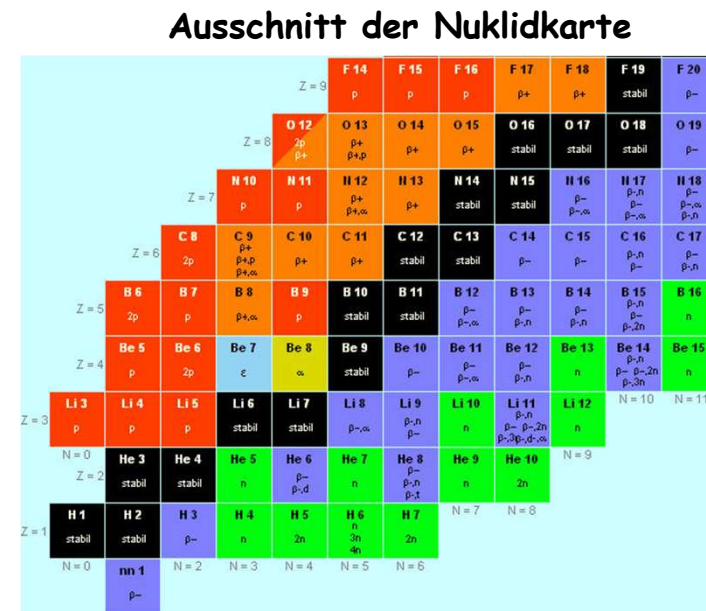 Ausschnitt der Nuklidkarte
Z = 9
F 14 F 15 F 16 F 17 F 18 F 19 F 20
p p p β+ β+ stabil β−
Z = 8
O 12 O 13 O 14 O 15 O 16 O 17 O 18 O 19
2p β+ β+ β+ stabil stabil stabil β−
β+ β+,p
Z = 7
N 10 N 11 N 12 N 13 N 14 N 15 N 16 N 17 N 18
p p β+ β+ stabil stabil β− β-,n β−
β+,α β−,α β− β−,α
β−,α β-,n
Z = 6
C 8 C 9 C 10 C 11 C 12 C 13 C 14 C 15 C 16 C 17
2p β+ β+ β+ stabil stabil β− β− β-,n β−
β+,p β− β-,n
β+,α
Z = 5
B 6 B 7 B 8 B 9 B 10 B 11 B 12 B 13 B 14 B 15 B 16
2p p β+,α p stabil stabil β− β− β− β-,n n
β−,α β-,n β-,n β−
β-,2n
Z = 4
Be 5 Be 6 Be 7 Be 8 Be 9 Be 10 Be 11 Be 12 Be 13 Be 14 Be 15
p 2p ε α stabil β− β− β− n β-,n n
β−,α β-,n β− β-,2n
β-,3n
N = 10 N = 11
Z = 3
Li 3 Li 4 Li 5 Li 6 Li 7 Li 8 Li 9 Li 10 Li 11 Li 12
p p p stabil stabil β−,α β-,n n β-,n n
β− β− β−,2n
N = 0 N = 9
Z = 2
He 3 He 4 He 5 He 6 He 7 He 8 He 9 He 10
stabil stabil n β− n β− n 2n
β-,d β-,n
β-,t
N = 7 N = 8
Z = 1
H 1 H 2 H 3 H 4 H 5 H 6 H 7
stabil stabil β− n 2n n 2n
3n
4n
N = 0 N = 2 N = 3 N = 4 N = 5 N = 6
nn 1
β−